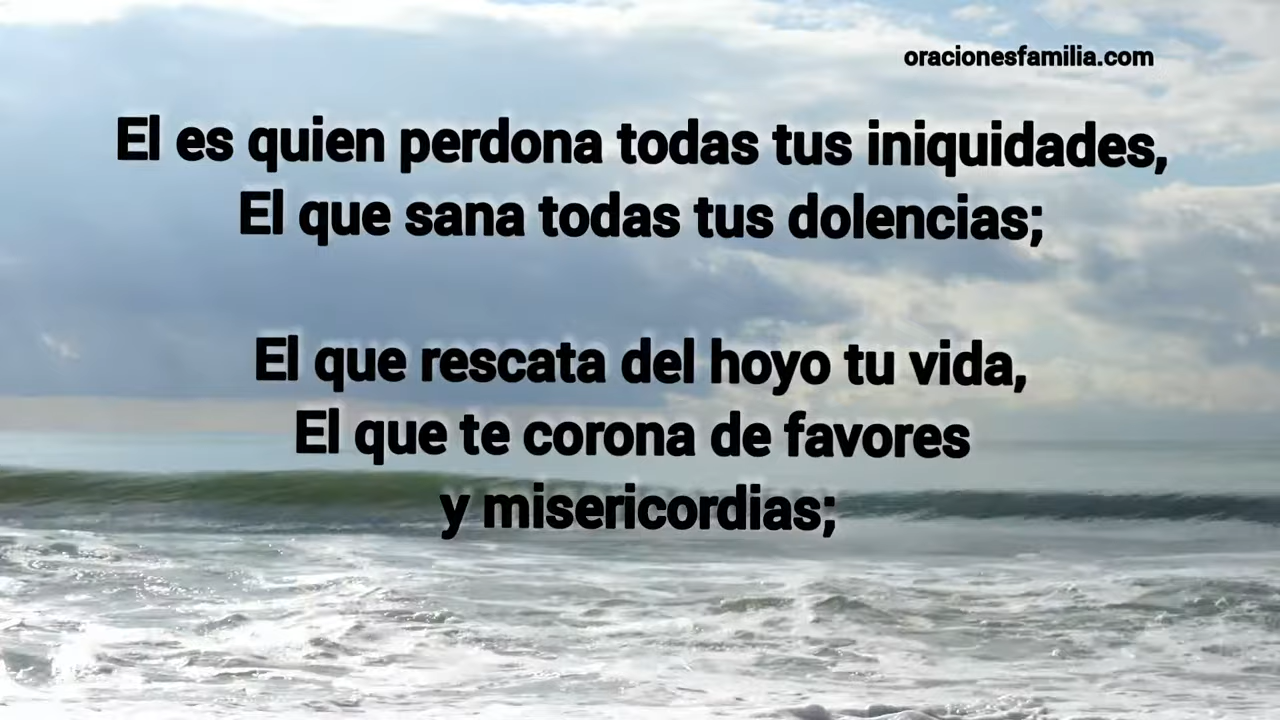 oracionesfamilia.com
El es quien perdona todas tus iniquidades,
El que sana todas tus dolencias;
El que rescata del hoyo tu vida,
El que te corona de favores
y misericordias;